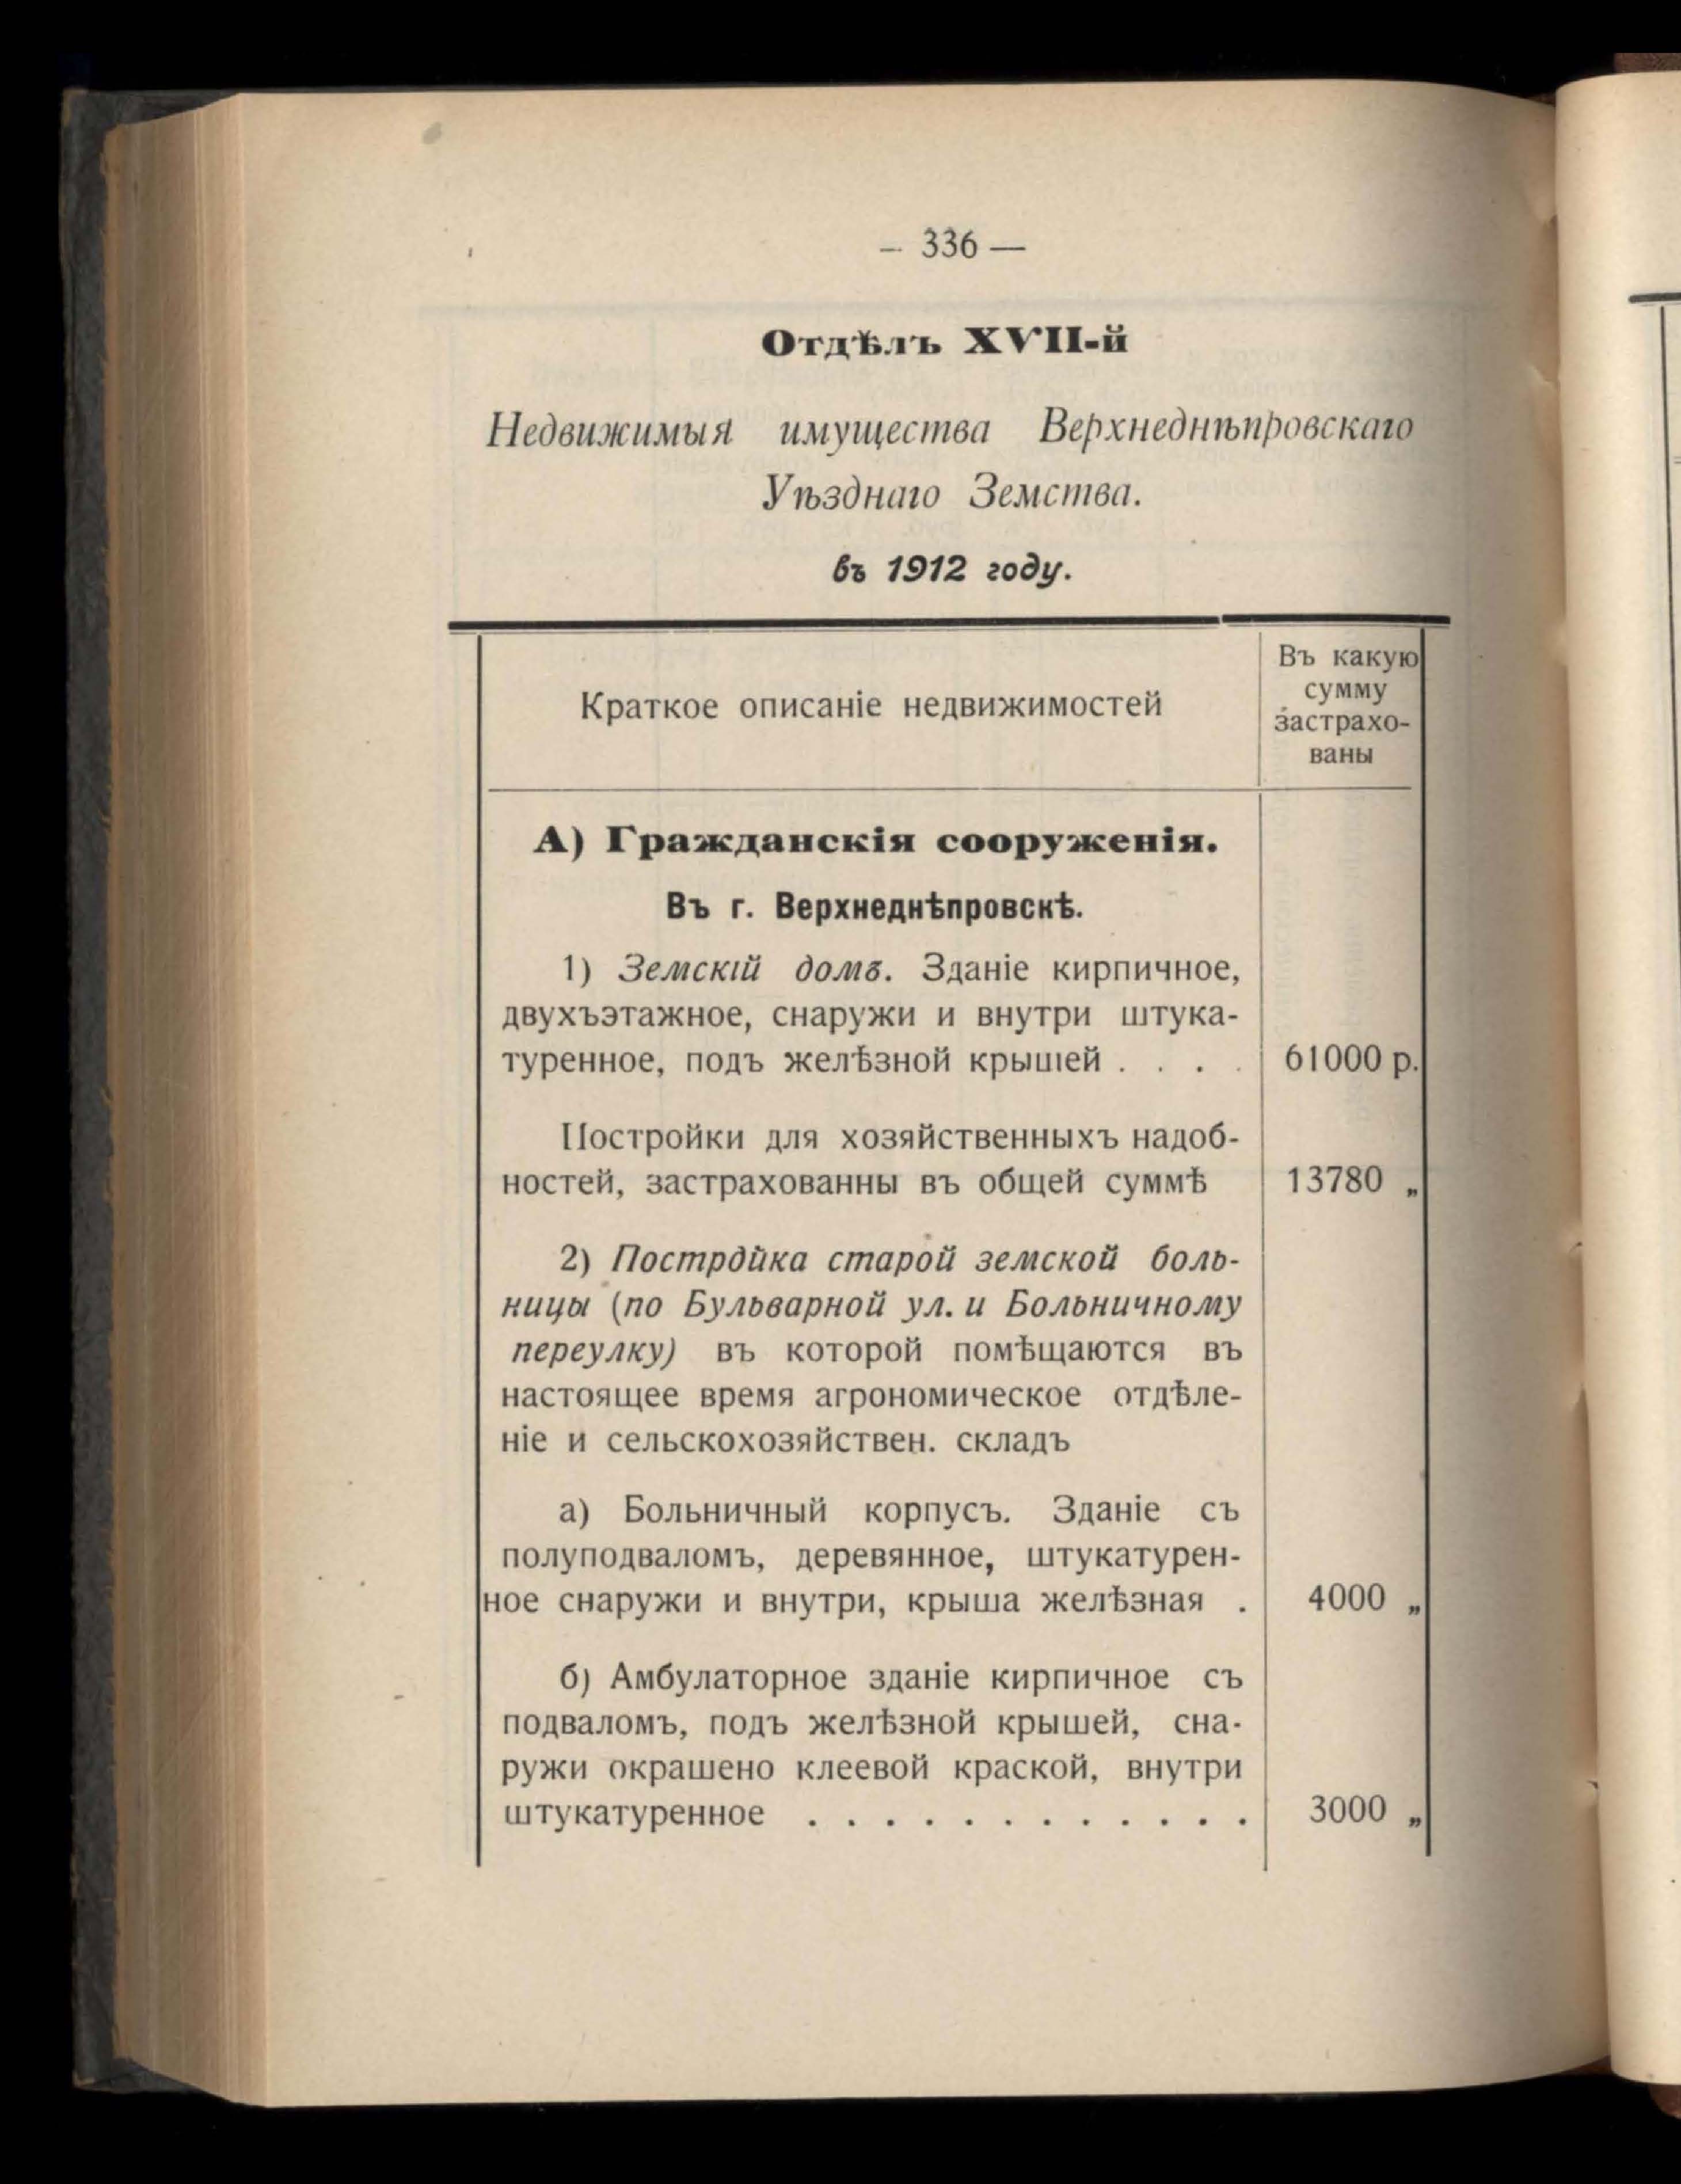 — 336 —
Отдѣлъ XVII-й
Недвижимыя имущества Верхнеднѣпровскаго
Уѣзднаго Земства.
въ 1912 году.
Краткое описаніе недвижимостей
Въ какую
сумму
застрахо-
ваны
А) Гражданскія сооруженія.
Въ г. Верхнеднѣпровскѣ.
1) Земскій домъ. Зданіе кирпичное,
двухъэтажное, снаружи и внутри штука-
туренное, подъ желѣзной крышей . . . . 61000 р.
Постройки для хозяйственныхъ надоб-
ностей, застрахованны въ общей суммѣ 13780 „
2) Постройка старой земской боль-
ницы (по Бульварной ул. и Больничному
переулку) въ которой помѣщаются въ
настоящее время агрономическое отдѣле-
ніе и сельскохозяйствен. складъ
а) Больничный корпусъ. Зданіе съ
полуподваломъ, деревянное, штукатурен-
ное снаружи и внутри, крыша желѣзная . 4000 „
б) Амбулаторное зданіе кирпичное съ
подваломъ, подъ желѣзной крышей, сна-
ружи окрашено клеевой краской, внутри
штукатуренное . . . . . . . . . . . . 3000 „